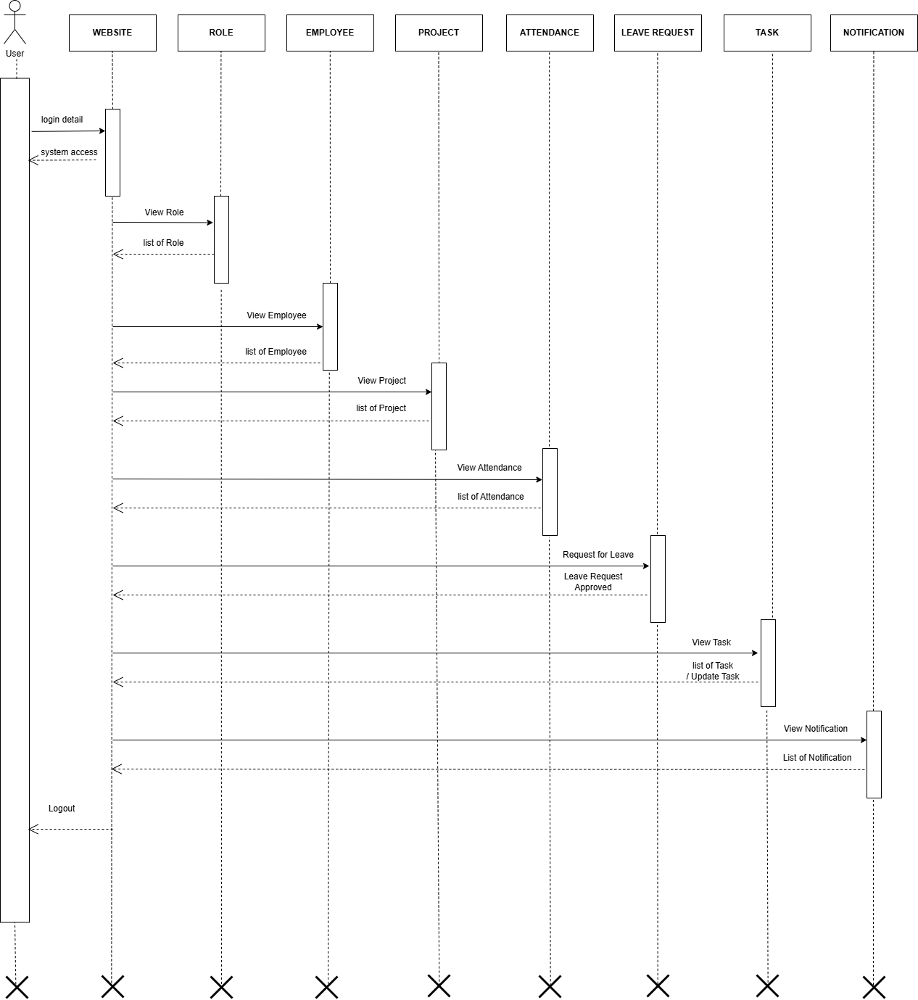 User
WEBSITE
ROLE
EMPLOYEE
PROJECT
ATTENDANCE
LEAVE REQUEST
TASK
NOTIFICATION
login detail
system access
View Role
list of Role
View Employee
list of Employee
View Project
list of Project
View Attendance
list of Attendance
Request for Leave
Leave Request
Approved
View Task
list of Task
/ Update Task
View Notification
List of Notification
Logout